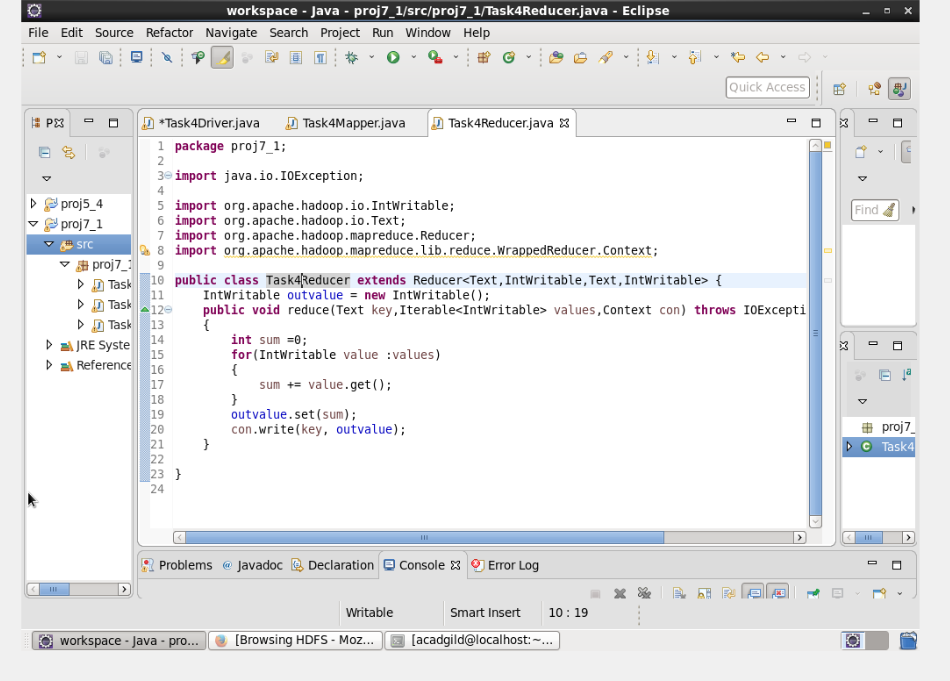 workspace - Java - proj7_1/src/proj7_1/Task4Reducer.java - Eclipse
File Edit Source Refactor Navigate Search Project Run Window Help
Quick Access
P
*Task4Driver.java Task4Mapper.java Task4Reducer.java
proj5_4
proj7_1
src
proj7_1
Task
Task
Task
JRE Syste
Reference
1 package proj7_1;
2
3 import java.io.IOException;
4
5 import org.apache.hadoop.io.IntWritable;
6 import org.apache.hadoop.io.Text;
7 import org.apache.hadoop.mapreduce.Reducer;
8 import org.apache.hadoop.mapreduce.lib.reduce.WrappedReducer.Context;
9
10 public class Task4Reducer extends Reducer<Text,IntWritable,Text,IntWritable> {
11 IntWritable outvalue = new IntWritable();
12 public void reduce(Text key,Iterable<IntWritable> values,Context con) throws IOExcepti
13 {
14 int sum =0;
15 for(IntWritable value :values)
16 {
17 sum += value.get();
18 }
19 outvalue.set(sum);
20 con.write(key, outvalue);
21 }
22
23 }
24
Find
proj7_
Task4
Problems @ Javadoc Declaration Console Error Log
Writable Smart Insert 10 : 19
workspace - Java - pro... [Browsing HDFS - Moz... [acadgild@localhost:~...